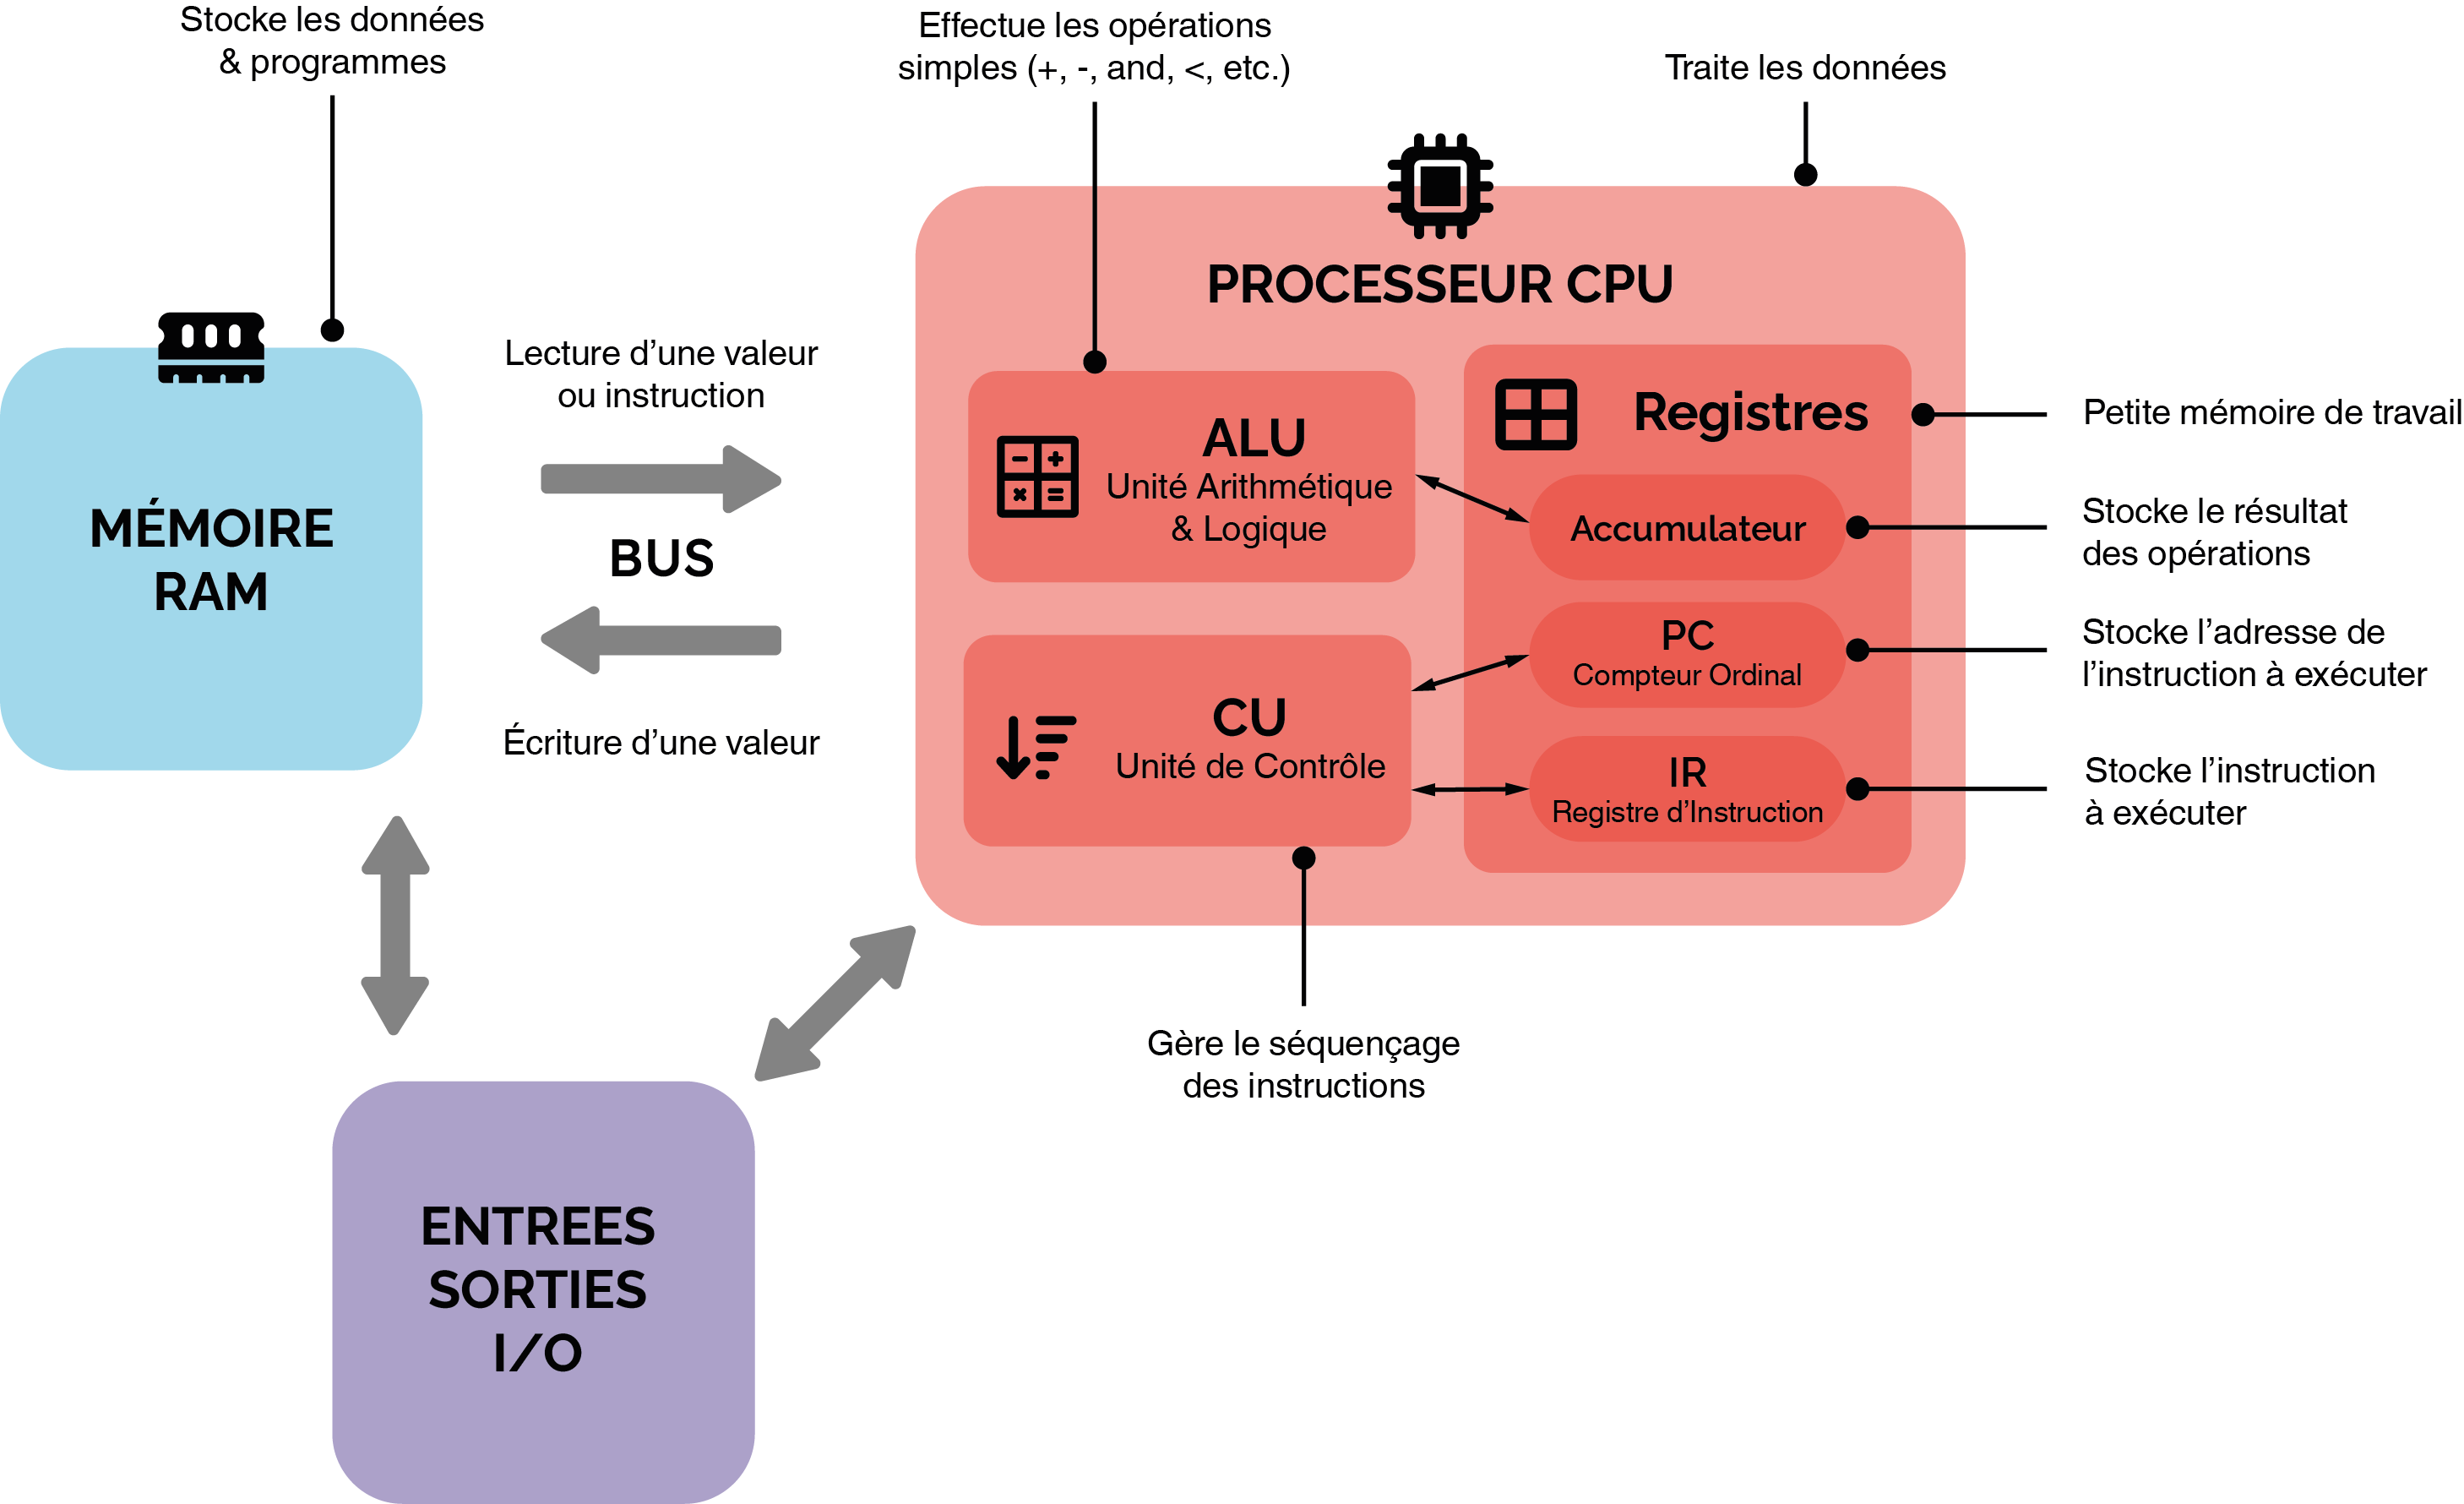 Stocke les données
& programmes
Effectue les opérations
simples (+, -, and, <, etc.)
Traite les données
MÉMOIRE
RAM
Lecture d’une valeur
ou instruction
BUS
Écriture d’une valeur
PROCESSEUR CPU
ALU
Unité Arithmétique
& Logique
CU
Unité de Contrôle
Registres
Accumulateur
PC
Compteur Ordinal
IR
Registre d’Instruction
Petite mémoire de travail
Stocke le résultat
des opérations
Stocke l’adresse de
l’instruction à exécuter
Stocke l’instruction
à exécuter
Gère le séquençage
des instructions
ENTREES
SORTIES
I/O